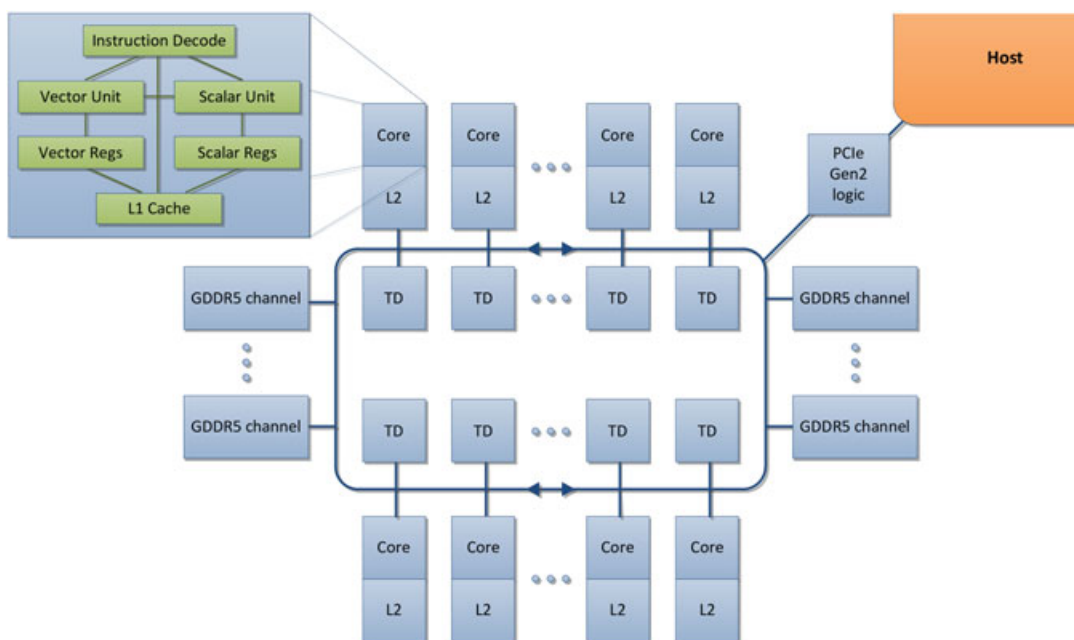 Instruction Decode
Vector Unit
Scalar Unit
Vector Regs
Scalar Regs
L1 Cache
Host
PCIe
Gen2
logic
Core
Core
Core
Core
L2
L2
L2
L2
GDDR5 channel
TD
TD
TD
TD
GDDR5 channel
GDDR5 channel
TD
TD
TD
TD
GDDR5 channel
Core
Core
Core
Core
L2
L2
L2
L2